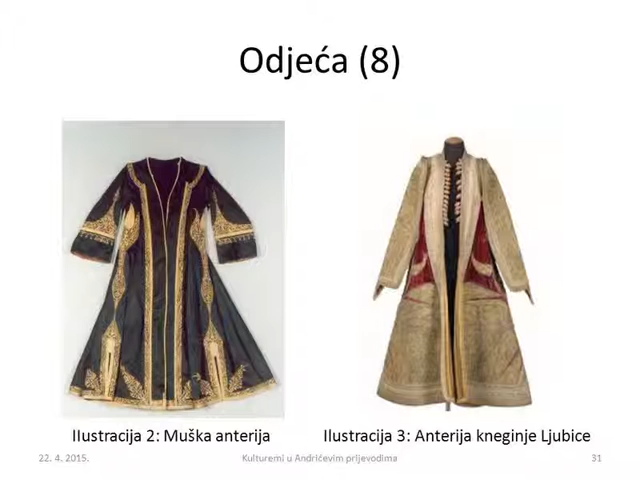 Odjeća (8)
Ilustracija 2: Muška anterija
Ilustracija 3: Anterija kneginje Ljubice
22. 4. 2015.
Kulturemi u Andrićevim prijevodima
31